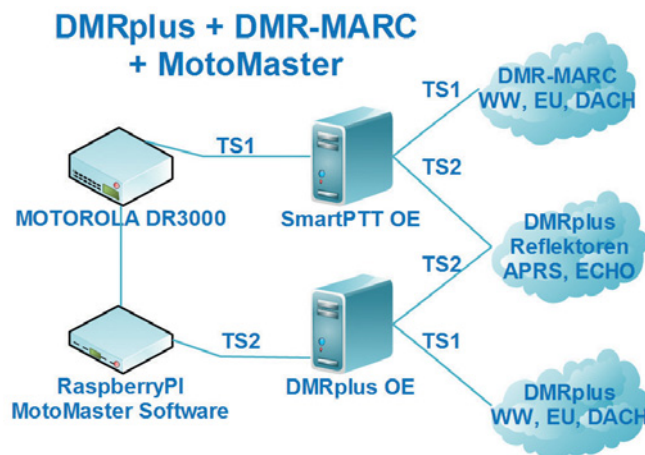 DMRplus + DMR-MARC
+ MotoMaster
TS1
DMR-MARC
WW, EU, DACH
TS1
TS2
MOTOROLA DR3000
SmartPTT OE
DMRplus
Reflektoren
APRS, ECHO
TS2
TS2
TS1
RaspberryPI
MotoMaster Software
DMRplus OE
DMRplus
WW, EU, DACH